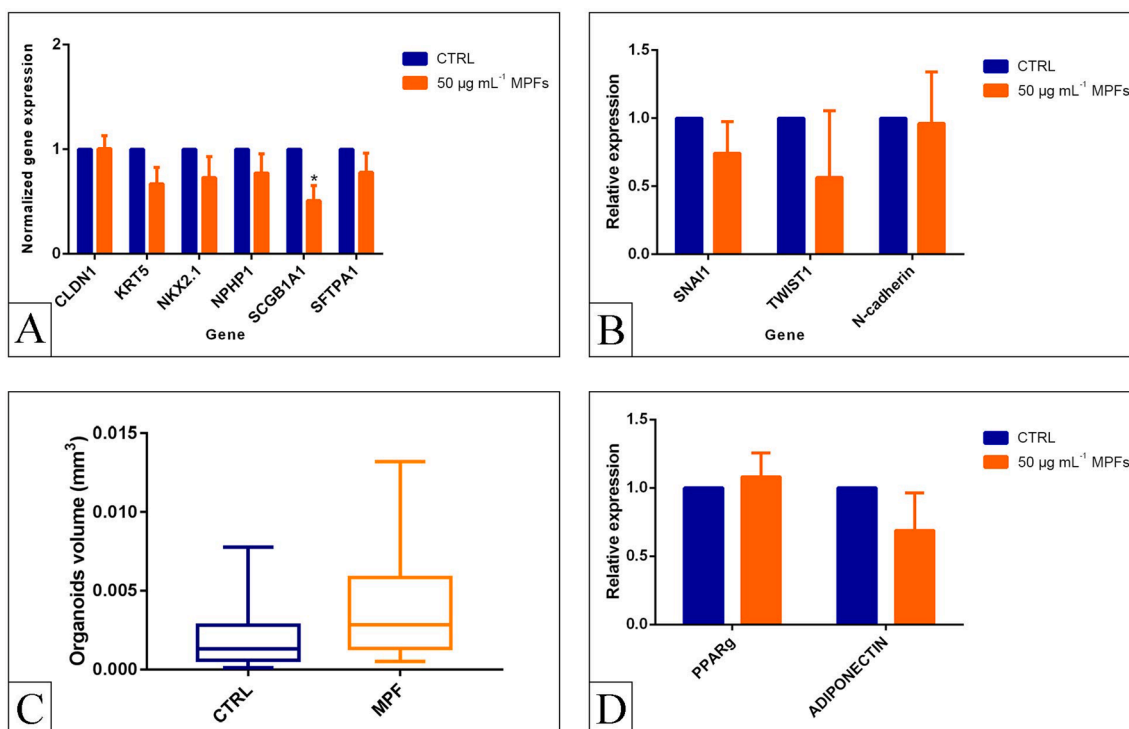 2
1
0
Normalized gene expression
CTRL
50 µg mL⁻¹ MPFs
*
CLDN1
KRT5
NKX2.1
NPHP1
SCGB1A1
SFTPA1
Gene
A
1.5
1.0
0.5
0.0
Relative expression
CTRL
50 µg mL⁻¹ MPFs
SNAI1
TWIST1
N-cadherin
Gene
B
0.015
0.010
0.005
0.000
Organoids volume (mm³)
CTRL
MPF
C
1.5
1.0
0.5
0.0
Relative expression
CTRL
50 µg mL⁻¹ MPFs
PPARg
ADIPONECTIN
D